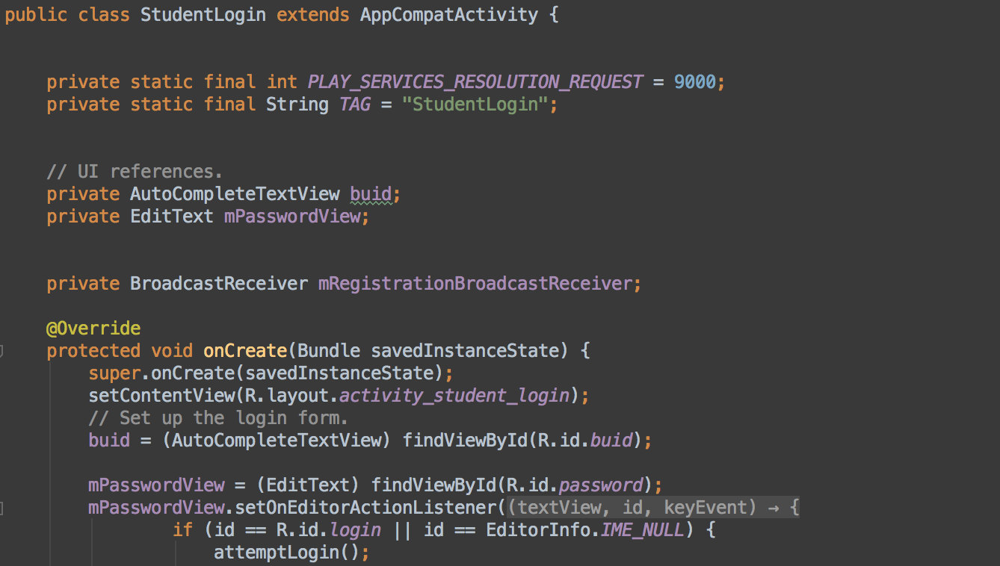 public class StudentLogin extends AppCompatActivity {
private static final int PLAY_SERVICES_RESOLUTION_REQUEST = 9000;
private static final String TAG = "StudentLogin";
// UI references.
private AutoCompleteTextView buid;
private EditText mPasswordView;
private BroadcastReceiver mRegistrationBroadcastReceiver;
@Override
protected void onCreate(Bundle savedInstanceState) {
super.onCreate(savedInstanceState);
setContentView(R.layout.activity_student_login);
// Set up the login form.
buid = (AutoCompleteTextView) findViewById(R.id.buid);
mPasswordView = (EditText) findViewById(R.id.password);
mPasswordView.setOnEditorActionListener((textView, id, keyEvent) → {
if (id == R.id.login || id == EditorInfo.IME_NULL) {
attemptLogin();